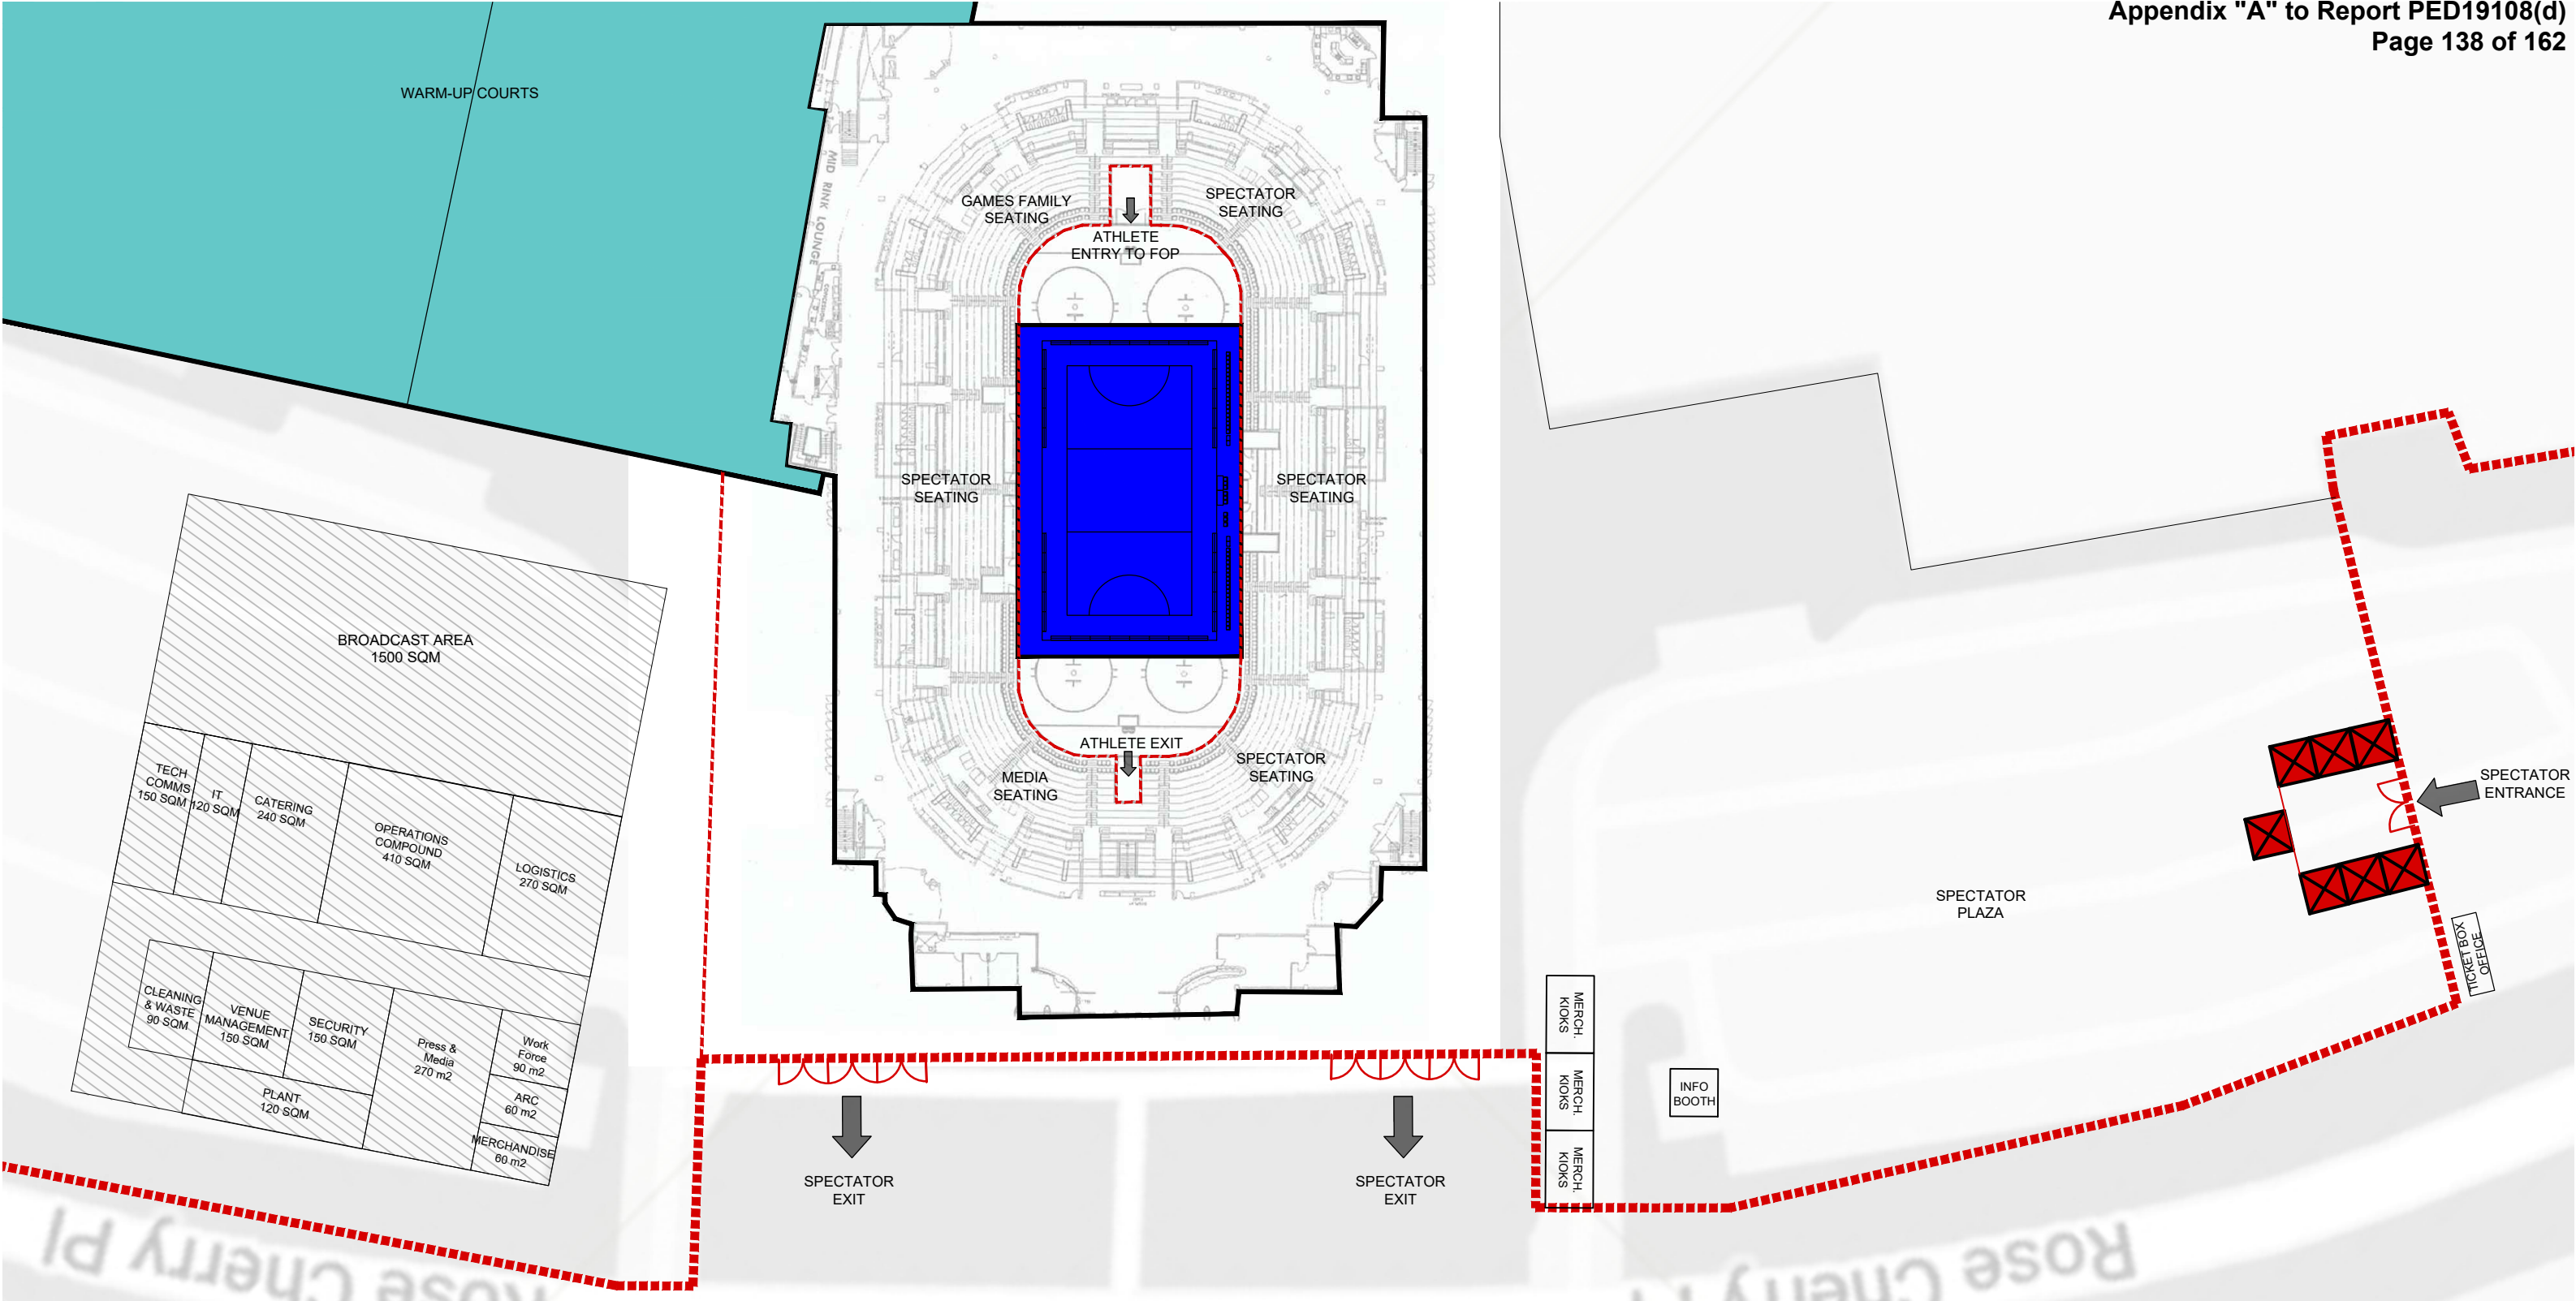 Appendix "A" to Report PED19108(d)
Page 138 of 162
WARM-UP COURTS
MID RINK LOUNGE
GAMES FAMILY
SEATING
SPECTATOR
SEATING
ATHLETE
ENTRY TO FOP
SPECTATOR
SEATING
SPECTATOR
SEATING
ATHLETE EXIT
MEDIA
SEATING
SPECTATOR
SEATING
BROADCAST AREA
1500 SQM
TECH
COMMS
150 SQM
IT
120 SQM
CATERING
240 SQM
OPERATIONS
COMPOUND
410 SQM
LOGISTICS
270 SQM
CLEANING
& WASTE
90 SQM
VENUE
MANAGEMENT
150 SQM
SECURITY
150 SQM
Press &
Media
270 m2
Work
Force
90 m2
ARC
60 m2
MERCHANDISE
60 m2
PLANT
120 SQM
SPECTATOR
EXIT
SPECTATOR
EXIT
MERCH.
KIOKS
MERCH.
KIOKS
MERCH.
KIOKS
INFO
BOOTH
SPECTATOR
PLAZA
SPECTATOR
ENTRANCE
TICKET BOX
OFFICE
Rose Cherry Pl
Rose Cherry Pl